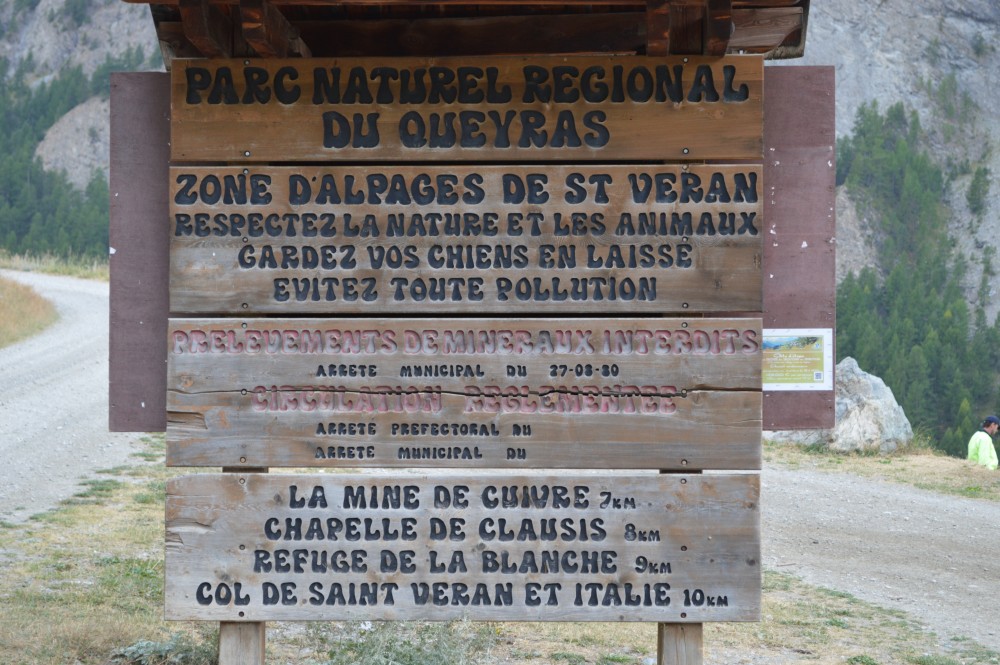 PARC NATUREL REGIONAL
DU QUEYRAS
ZONE D'ALPAGES DE ST VERAN
RESPECTEZ LA NATURE ET LES ANIMAUX
GARDEZ VOS CHIENS EN LAISSE
EVITEZ TOUTE POLLUTION
PRELEVEMENTS DE MINERAUX INTERDITS
ARRETE MUNICIPAL DU 27-08-80
CIRCULATION REGLEMENTEE
ARRETE PREFECTORAL DU
ARRETE MUNICIPAL DU
LA MINE DE CUIVRE 7KM
CHAPELLE DE CLAUSIS 8KM
REFUGE DE LA BLANCHE 9KM
COL DE SAINT VERAN ET ITALIE 10KM